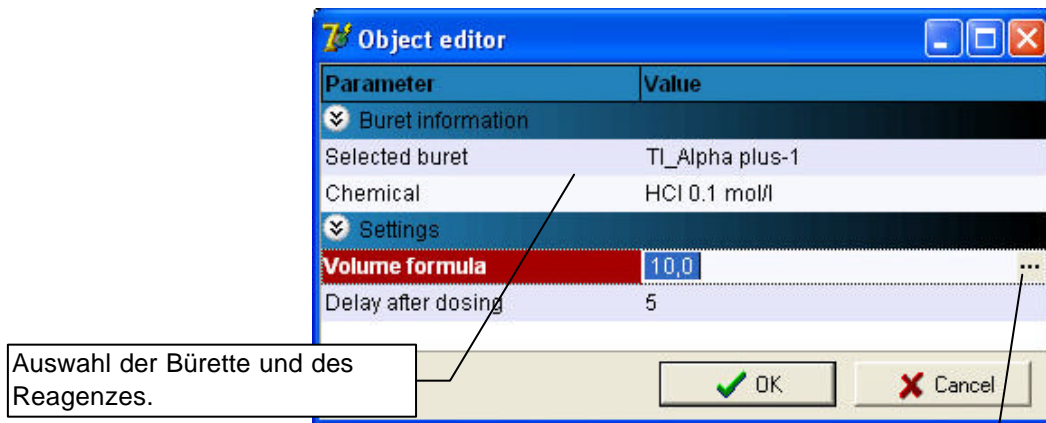 Object editor
Parameter Value
Buret information
Selected buret TI_Alpha plus-1
Chemical HCl 0.1 mol/l
Settings
Volume formula 10,0 ...
Delay after dosing 5
Auswahl der Bürette und des
Reagenzes.
OK Cancel